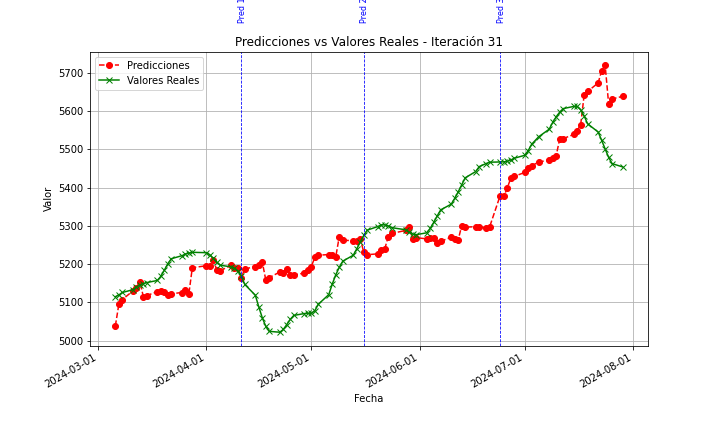 Pred 1
Pred 2
Pred 3
Predicciones vs Valores Reales - Iteración 31
Predicciones
Valores Reales
Valor
5700
5600
5500
5400
5300
5200
5100
5000
2024-03-01
2024-04-01
2024-05-01
2024-06-01
2024-07-01
2024-08-01
Fecha